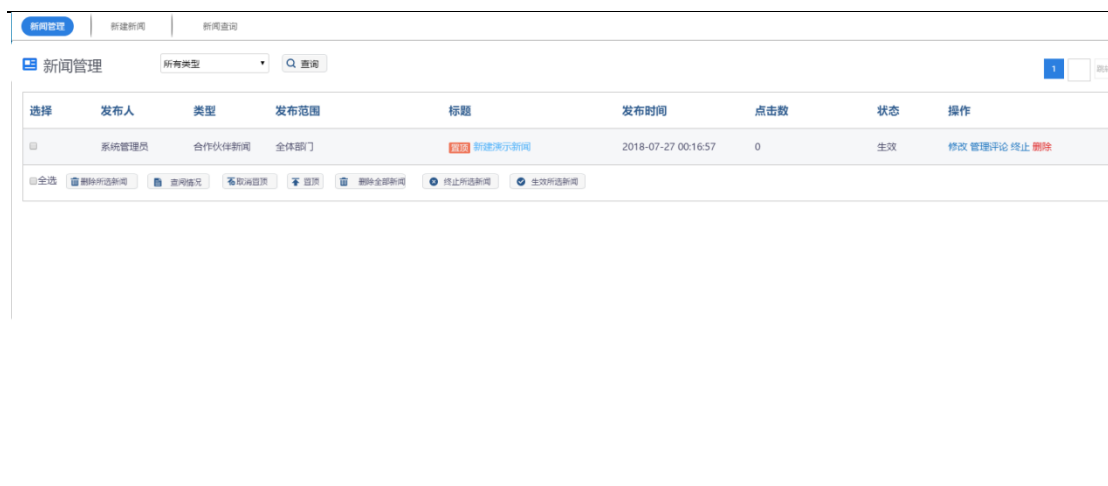 新闻管理 新建新闻 新闻查询
新闻管理 所有类型 查询 1
选择 发布人 类型 发布范围 标题 发布时间 点击数 状态 操作
系统管理员 合作伙伴新闻 全体部门 置顶 新建演示新闻 2018-07-27 00:16:57 0 生效 修改 管理评论 终止 删除
全选 删除所选新闻 查阅情况 取消置顶 置顶 删除全部新闻 终止所选新闻 生效所选新闻